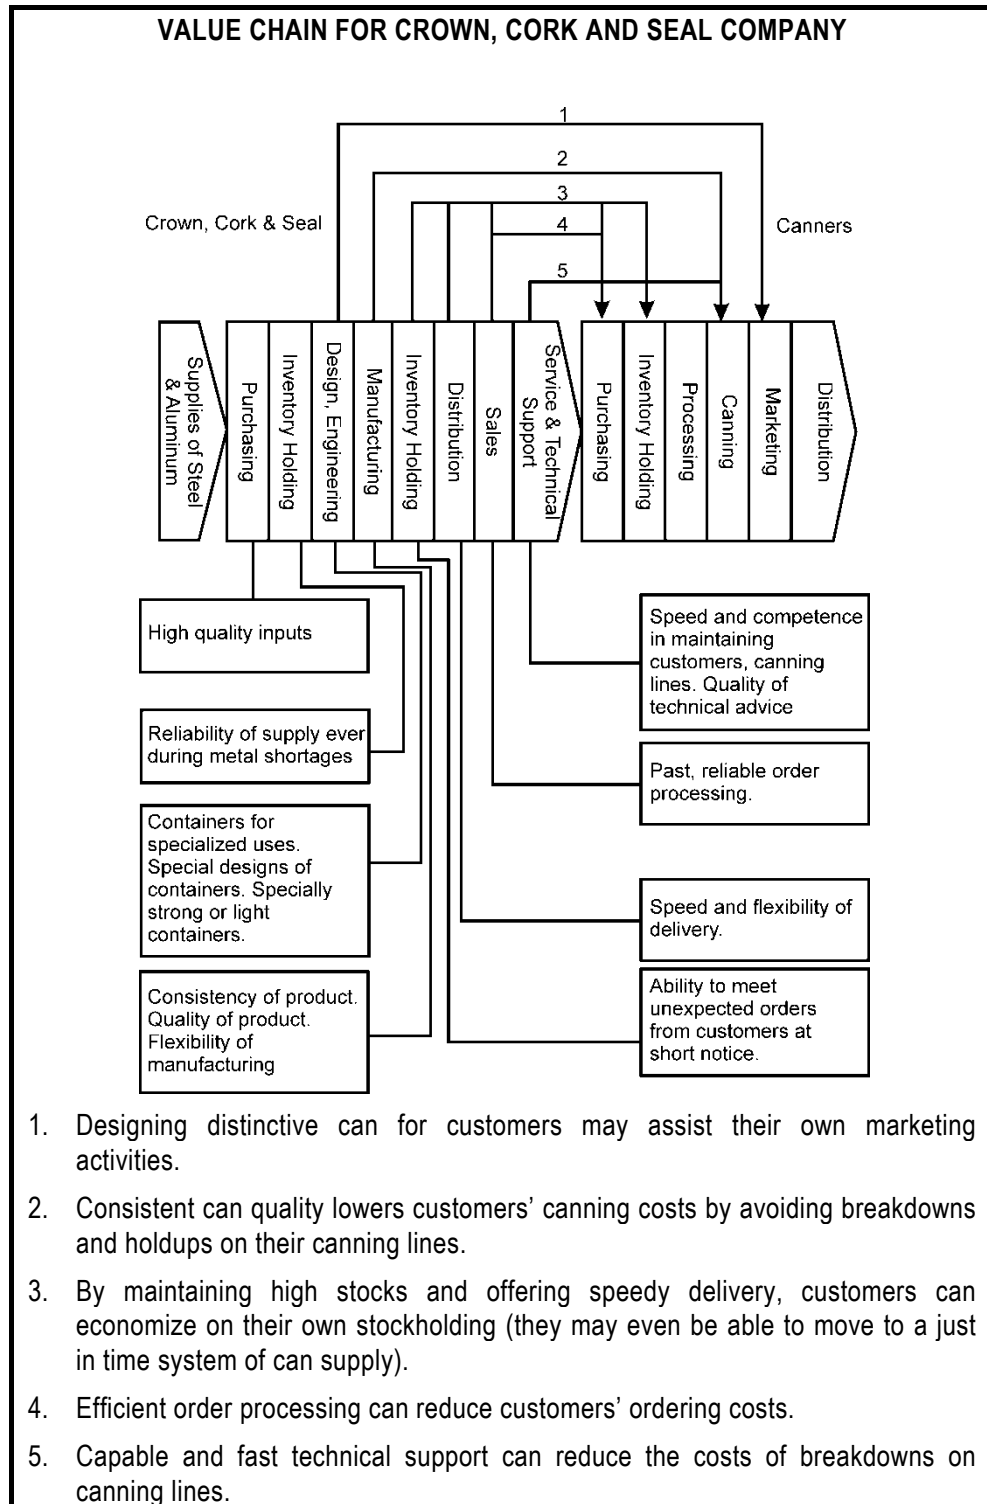 VALUE CHAIN FOR CROWN, CORK AND SEAL COMPANY
1
2
3
4
5
Crown, Cork & Seal
Canners
Supplies of Steel
& Aluminum
Purchasing
Inventory Holding
Design, Engineering
Manufacturing
Inventory Holding
Distribution
Sales
Service & Technical
Support
Purchasing
Inventory Holding
Processing
Canning
Marketing
Distribution
High quality inputs
Reliability of supply ever
during metal shortages
Containers for
specialized uses.
Special designs of
containers. Specially
strong or light
containers.
Consistency of product.
Quality of product.
Flexibility of
manufacturing
Speed and competence
in maintaining
customers, canning
lines. Quality of
technical advice
Past, reliable order
processing.
Speed and flexibility of
delivery.
Ability to meet
unexpected orders
from customers at
short notice.
1. Designing distinctive can for customers may assist their own marketing
activities.
2. Consistent can quality lowers customers’ canning costs by avoiding breakdowns
and holdups on their canning lines.
3. By maintaining high stocks and offering speedy delivery, customers can
economize on their own stockholding (they may even be able to move to a just
in time system of can supply).
4. Efficient order processing can reduce customers’ ordering costs.
5. Capable and fast technical support can reduce the costs of breakdowns on
canning lines.